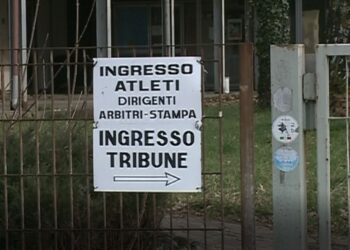 INGRESSO
ATLETI
DIRIGENTI
ARBITRI-STAMPA
INGRESSO
TRIBUNE